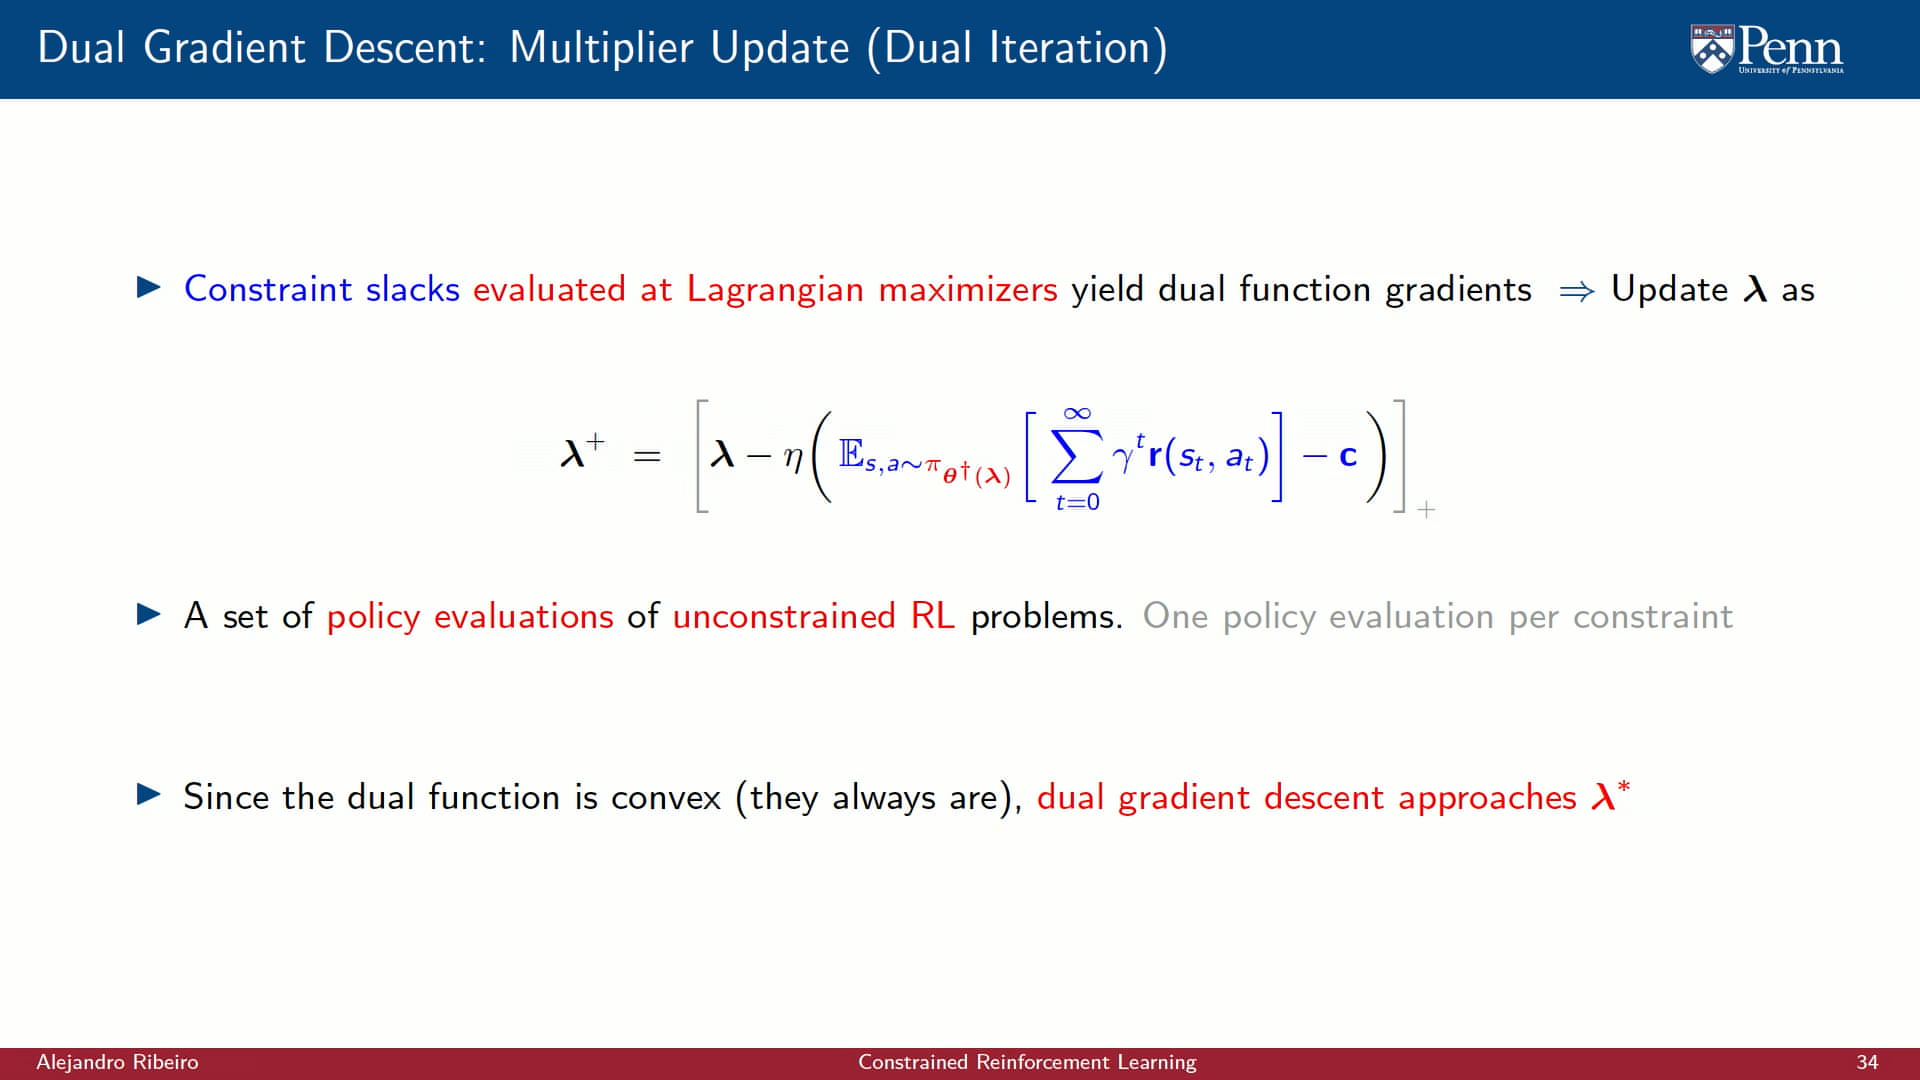 Dual Gradient Descent: Multiplier Update (Dual Iteration)
Penn
UNIVERSITY of PENNSYLVANIA
▶ Constraint slacks evaluated at Lagrangian maximizers yield dual function gradients ⇒ Update λ as
λ⁺ = [ λ − η ( 𝔼_{s,a∼π_{θ†(λ)}} [ ∑_{t=0}^{∞} γ^t r(s_t, a_t) ] − c ) ]_+
▶ A set of policy evaluations of unconstrained RL problems. One policy evaluation per constraint
▶ Since the dual function is convex (they always are), dual gradient descent approaches λ*
Alejandro Ribeiro
Constrained Reinforcement Learning
34